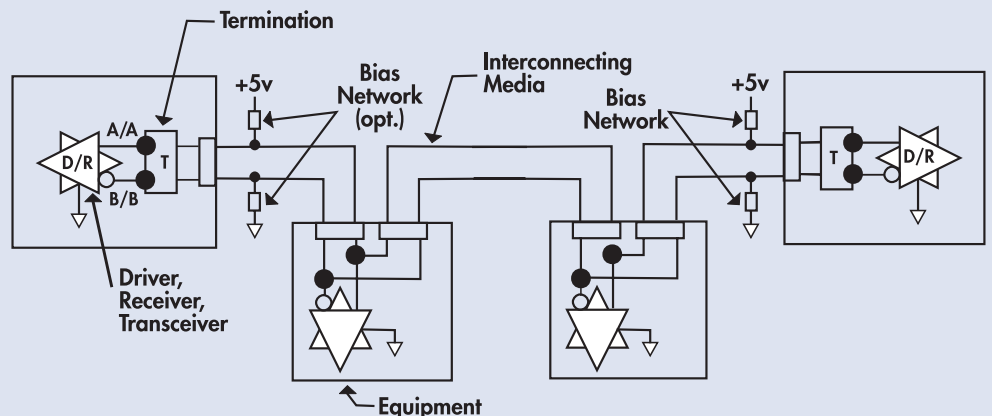 Termination
+5v
Bias
Network
(opt.)
Interconnecting
Media
Bias
Network
+5v
A/A
D/R
T
B/B
T
D/R
Driver,
Receiver,
Transceiver
Equipment